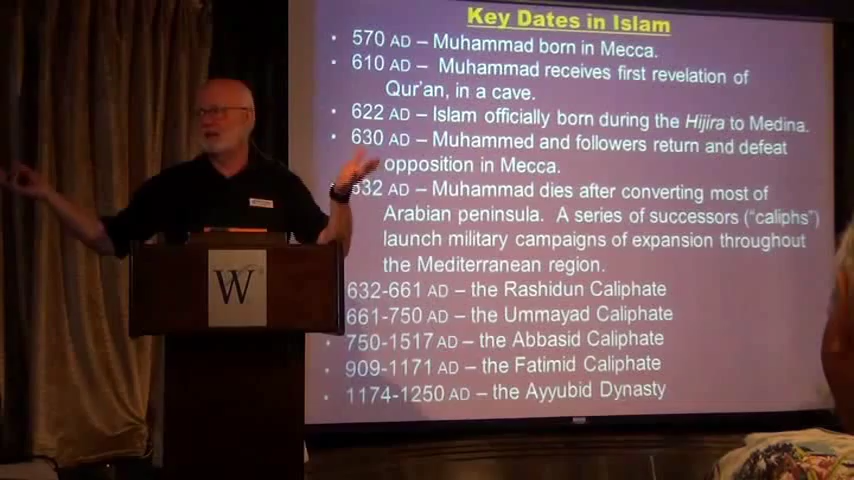 Key Dates in Islam
• 570 AD – Muhammad born in Mecca.
• 610 AD – Muhammad receives first revelation of
Qur'an, in a cave.
• 622 AD – Islam officially born during the Hijira to Medina.
• 630 AD – Muhammed and followers return and defeat
opposition in Mecca.
632 AD – Muhammad dies after converting most of
Arabian peninsula. A series of successors ("caliphs")
launch military campaigns of expansion throughout
the Mediterranean region.
632-661 AD – the Rashidun Caliphate
661-750 AD – the Ummayad Caliphate
• 750-1517 AD – the Abbasid Caliphate
• 909-1171 AD – the Fatimid Caliphate
• 1174-1250 AD – the Ayyubid Dynasty
W